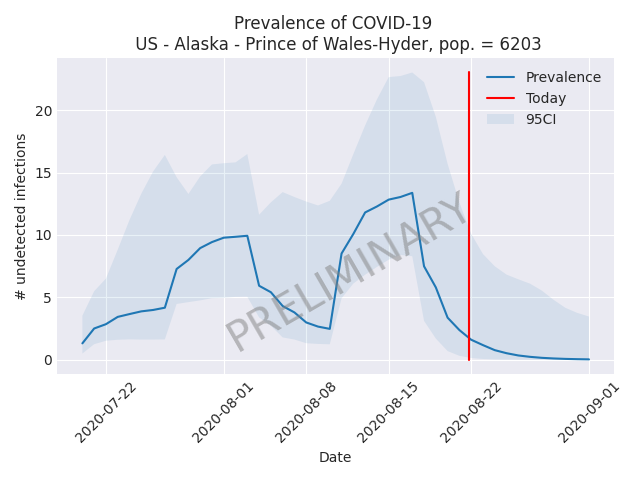 Prevalence of COVID-19
US - Alaska - Prince of Wales-Hyder, pop. = 6203
# undetected infections
20
15
10
5
0
Prevalence
Today
95CI
PRELIMINARY
2020-07-22
2020-08-01
2020-08-08
2020-08-15
2020-08-22
2020-09-01
Date